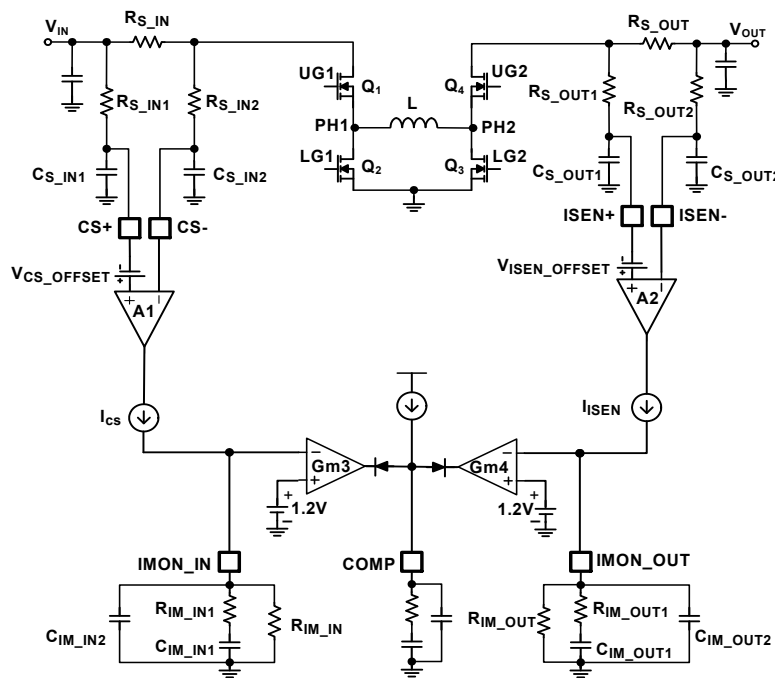 VIN
RS_IN
RS_IN1
RS_IN2
CS_IN1
CS_IN2
CS+
CS-
VCS_OFFSET
+
−
A1
ICS
UG1
Q1
UG2
Q4
L
PH1
PH2
LG1
Q2
LG2
Q3
RS_OUT
VOUT
RS_OUT1
RS_OUT2
CS_OUT1
CS_OUT2
ISEN+
ISEN-
VISEN_OFFSET
+
−
A2
IISEN
−
Gm3
+
+
1.2V
−
−
Gm4
+
+
1.2V
−
IMON_IN
COMP
IMON_OUT
CIM_IN2
RIM_IN1
CIM_IN1
RIM_IN
RIM_OUT
RIM_OUT1
CIM_OUT1
CIM_OUT2